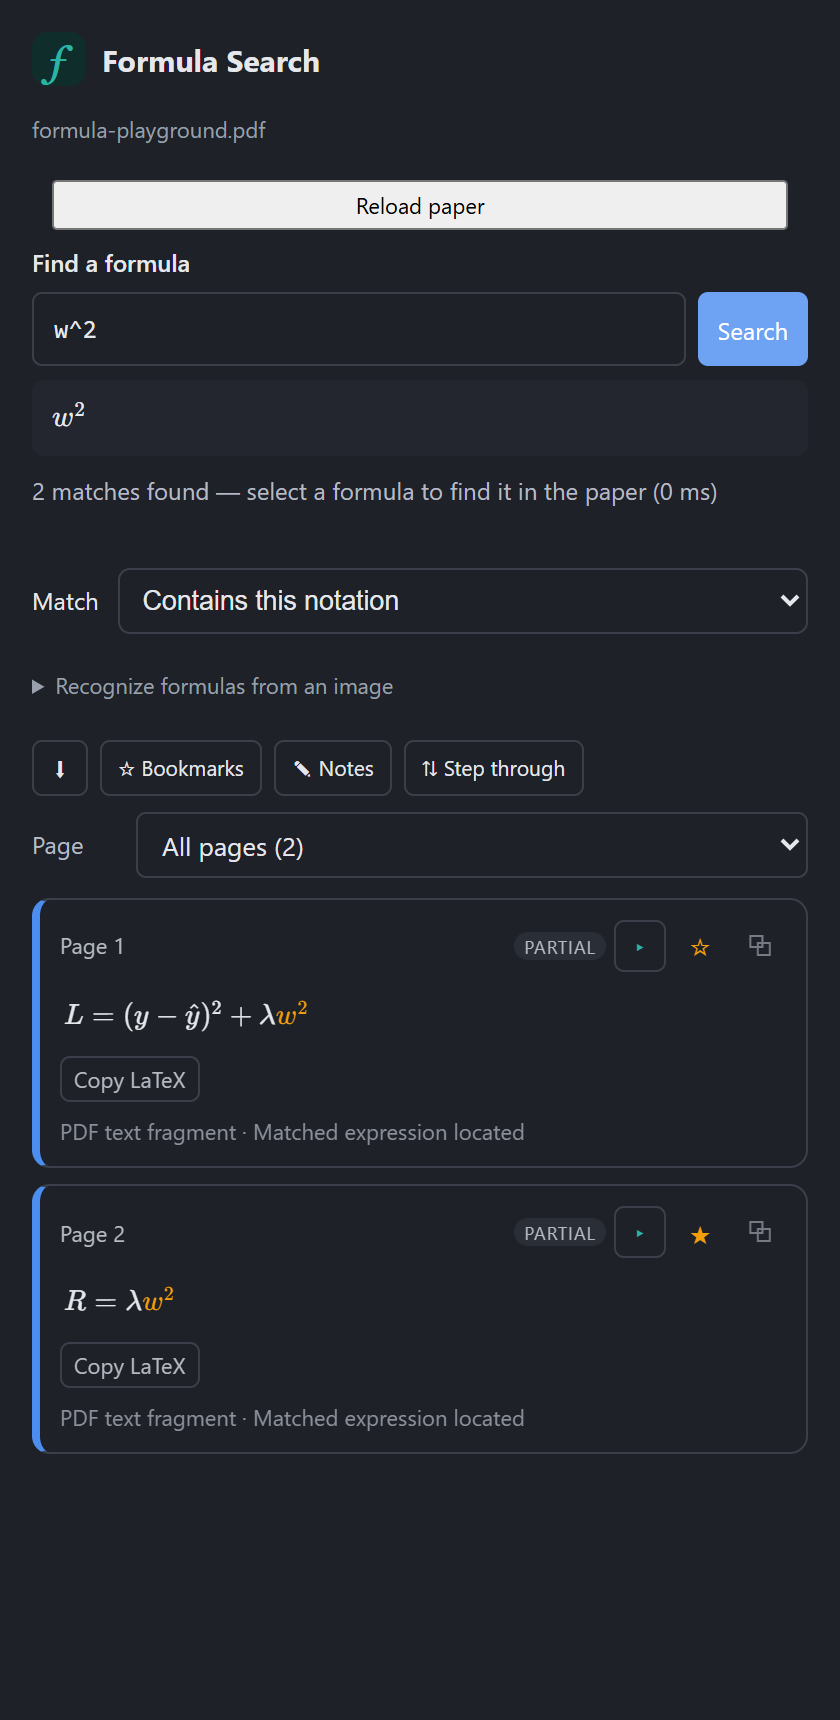 f Formula Search
formula-playground.pdf
Reload paper
Find a formula
w^2
Search
w²
2 matches found — select a formula to find it in the paper (0 ms)
Match
Contains this notation
▶ Recognize formulas from an image
⬇ ☆ Bookmarks ✎ Notes ⇅ Step through
Page
All pages (2)
Page 1 PARTIAL ▸ ☆
L = (y − ŷ)² + λw²
Copy LaTeX
PDF text fragment · Matched expression located
Page 2 PARTIAL ▸ ★
R = λw²
Copy LaTeX
PDF text fragment · Matched expression located